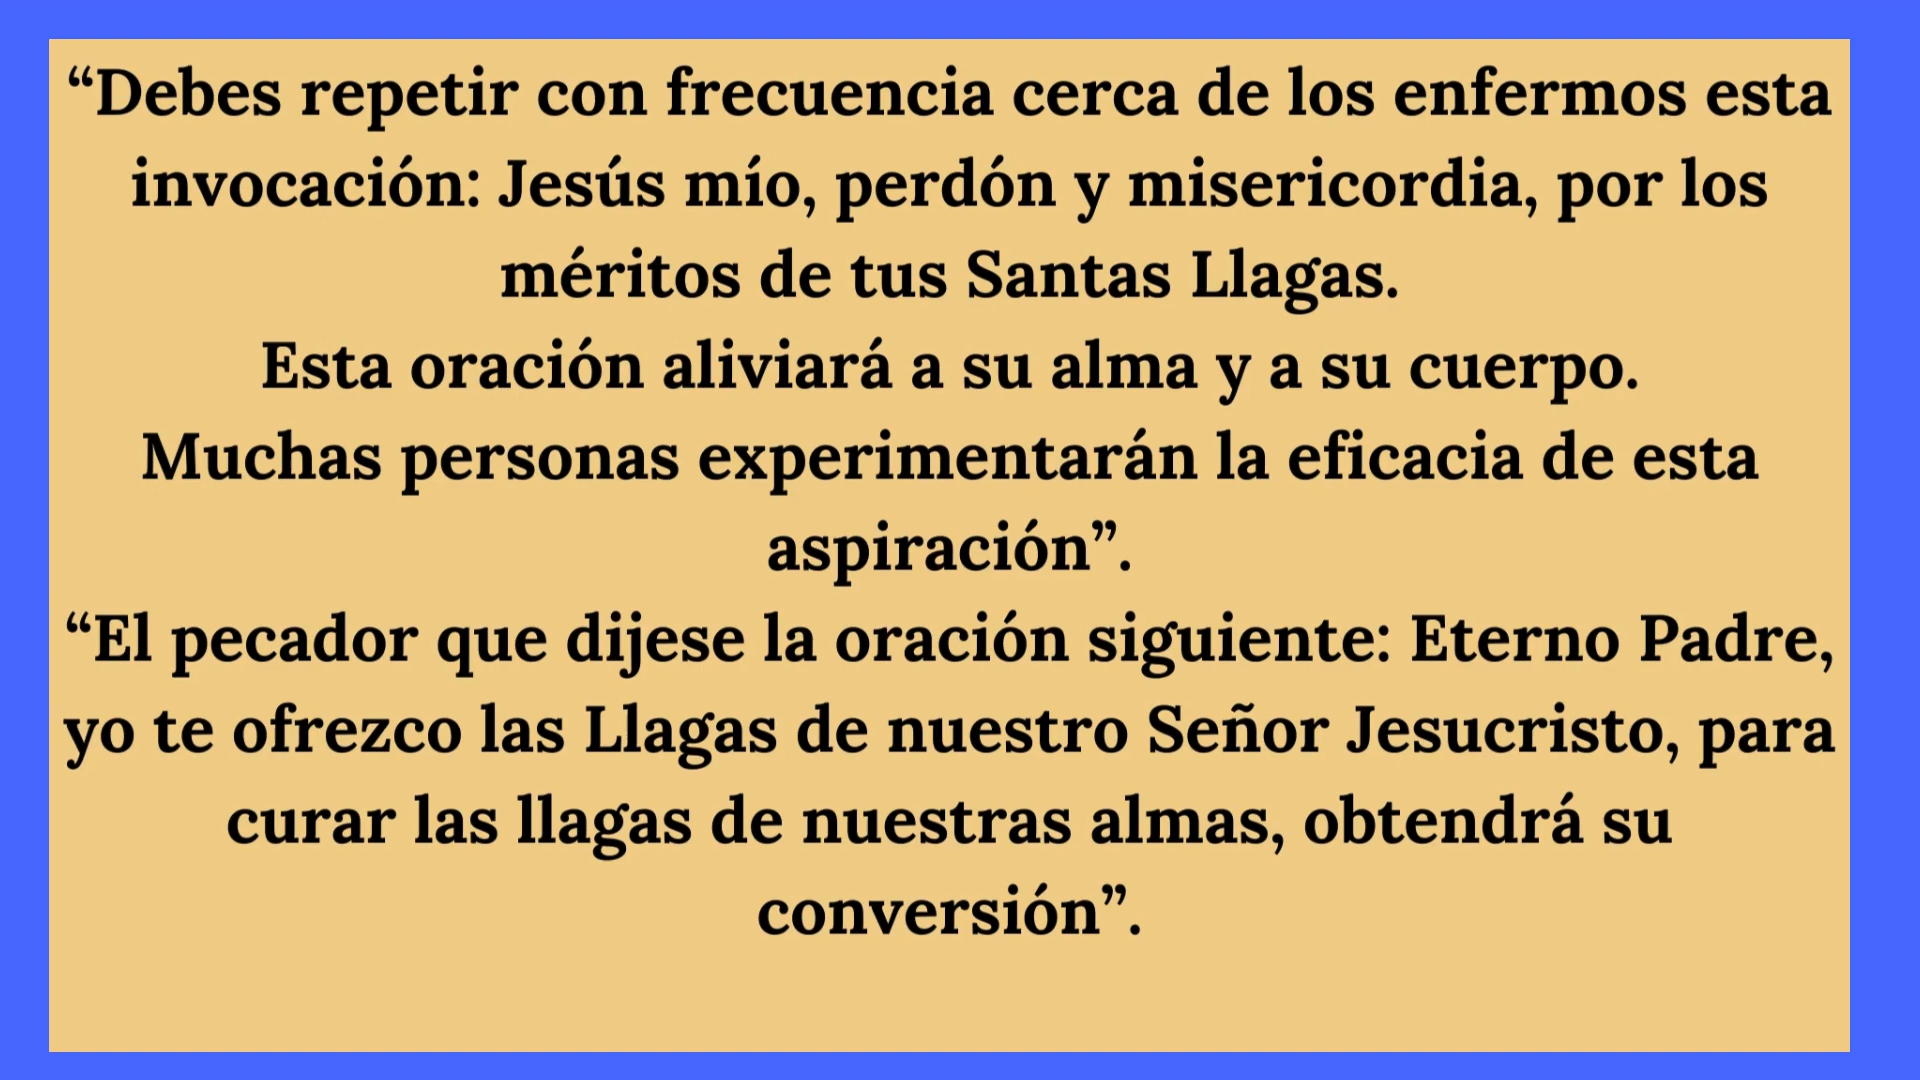 “Debes repetir con frecuencia cerca de los enfermos esta
invocación: Jesús mío, perdón y misericordia, por los
méritos de tus Santas Llagas.
Esta oración aliviará a su alma y a su cuerpo.
Muchas personas experimentarán la eficacia de esta
aspiración”.
“El pecador que dijese la oración siguiente: Eterno Padre,
yo te ofrezco las Llagas de nuestro Señor Jesucristo, para
curar las llagas de nuestras almas, obtendrá su
conversión”.